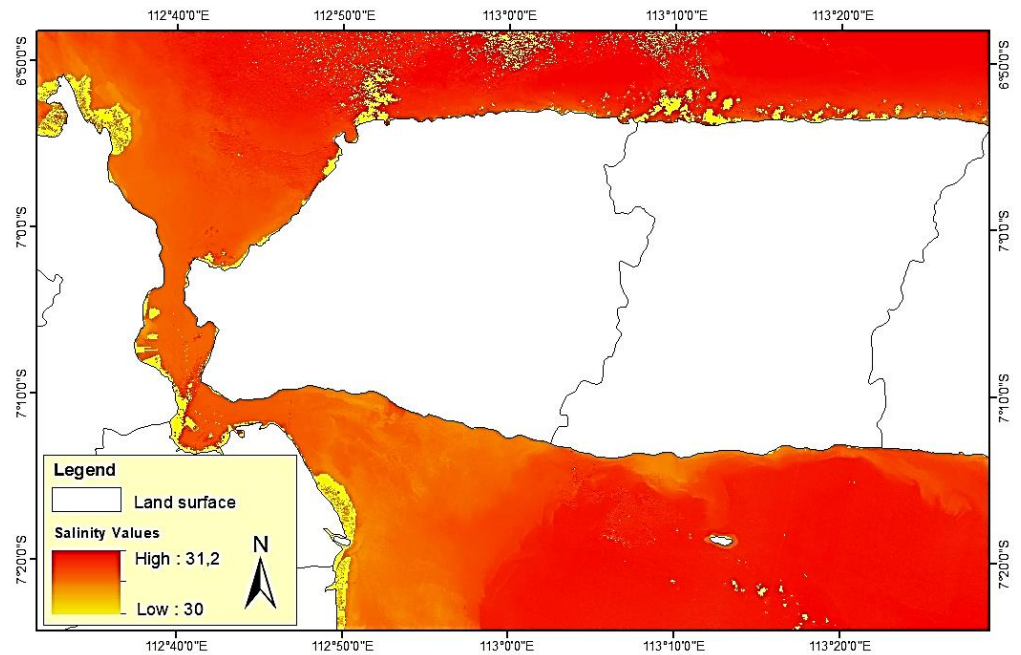 112°40'0"E 112°50'0"E 113°0'0"E 113°10'0"E 113°20'0"E
6°50'0"S 6°50'0"S
7°0'0"S 7°0'0"S
7°10'0"S 7°10'0"S
7°20'0"S 7°20'0"S
Legend
Land surface
Salinity Values
High : 31,2
Low : 30
N
112°40'0"E 112°50'0"E 113°0'0"E 113°10'0"E 113°20'0"E